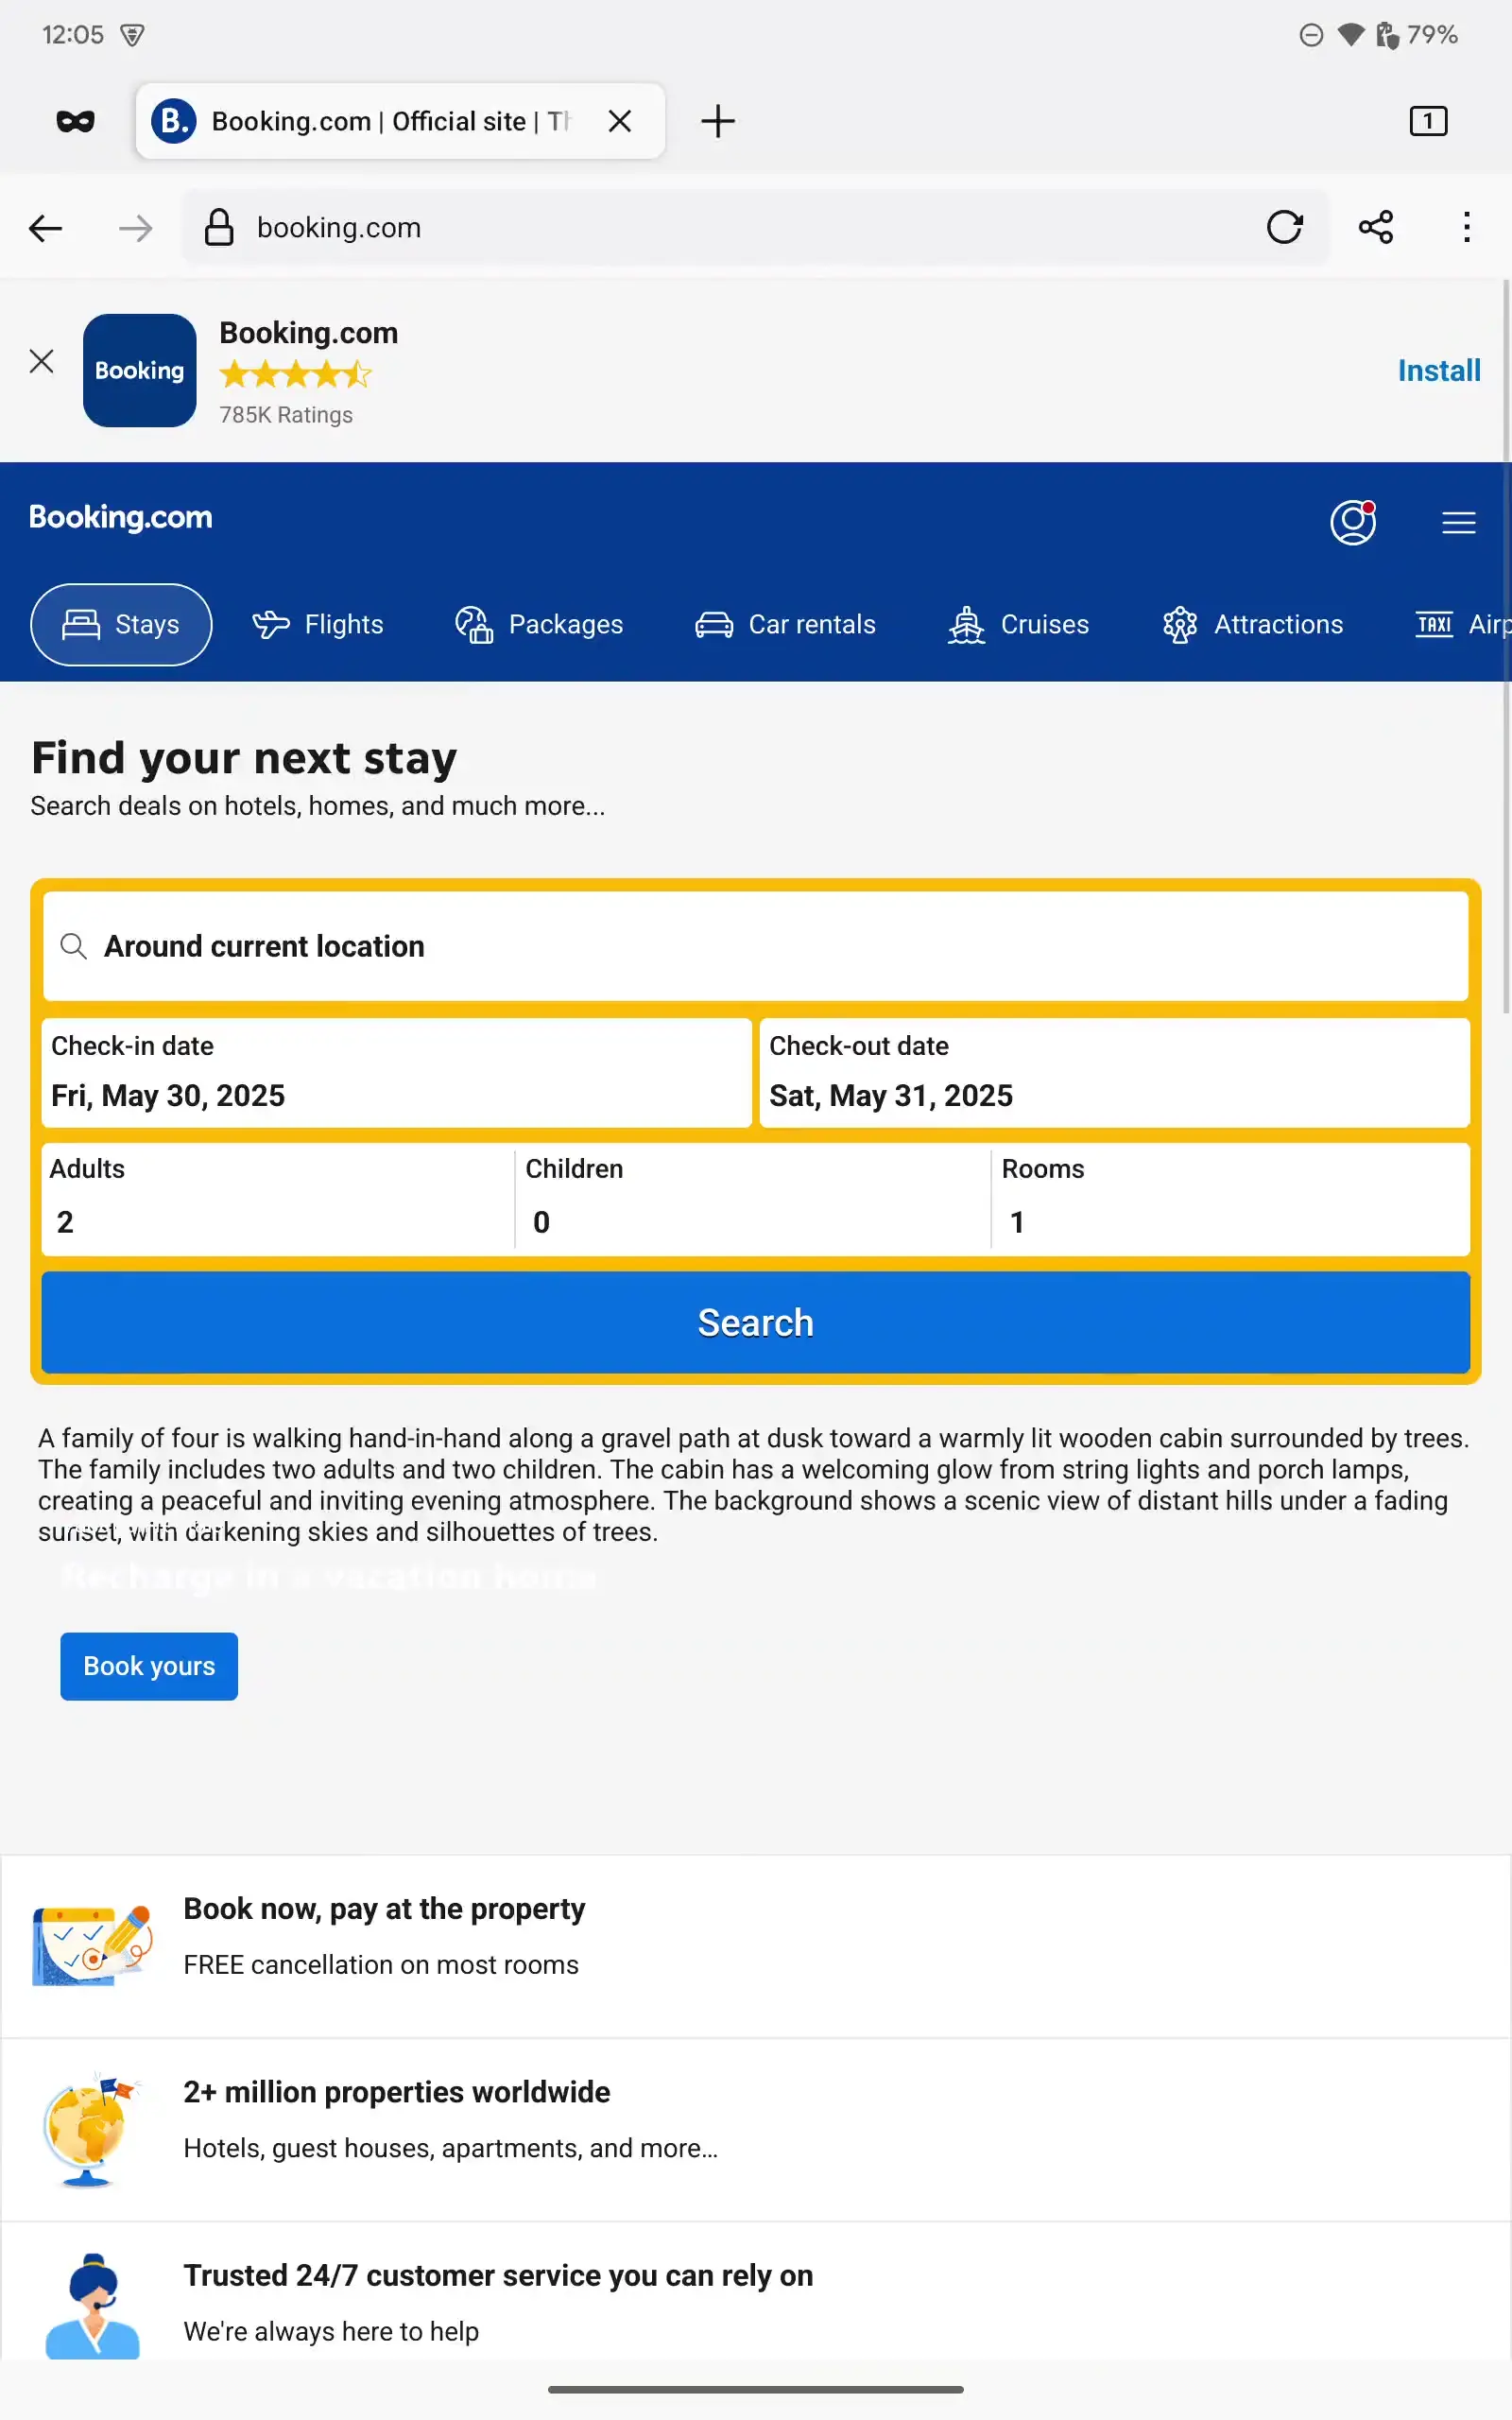 12:05
79%
Booking.com | Official site | Th
1
booking.com
Booking
Booking.com
785K Ratings
Install
Booking.com
Stays
Flights
Packages
Car rentals
Cruises
Attractions
TAXI
Airp
Find your next stay
Search deals on hotels, homes, and much more...
Around current location
Check-in date
Fri, May 30, 2025
Check-out date
Sat, May 31, 2025
Adults
2
Children
0
Rooms
1
Search
A family of four is walking hand-in-hand along a gravel path at dusk toward a warmly lit wooden cabin surrounded by trees.
The family includes two adults and two children. The cabin has a welcoming glow from string lights and porch lamps,
creating a peaceful and inviting evening atmosphere. The background shows a scenic view of distant hills under a fading
sunset, with darkening skies and silhouettes of trees.
Recharge in a vacation home
Book yours
Book now, pay at the property
FREE cancellation on most rooms
2+ million properties worldwide
Hotels, guest houses, apartments, and more…
Trusted 24/7 customer service you can rely on
We're always here to help